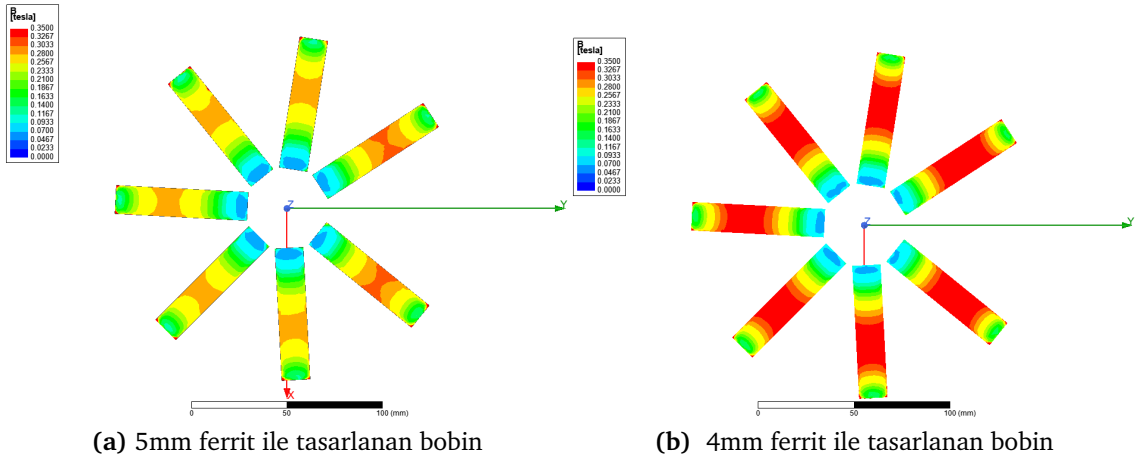 B
[tesla]
0.3500
0.3267
0.3033
0.2800
0.2567
0.2333
0.2100
0.1867
0.1633
0.1400
0.1167
0.0933
0.0700
0.0467
0.0233
0.0000
Z
Y
X
0 50 100 (mm)
(a) 5mm ferrit ile tasarlanan bobin
B
[tesla]
0.3500
0.3267
0.3033
0.2800
0.2567
0.2333
0.2100
0.1867
0.1633
0.1400
0.1167
0.0933
0.0700
0.0467
0.0233
0.0000
Z
Y
0 50 100 (mm)
(b) 4mm ferrit ile tasarlanan bobin